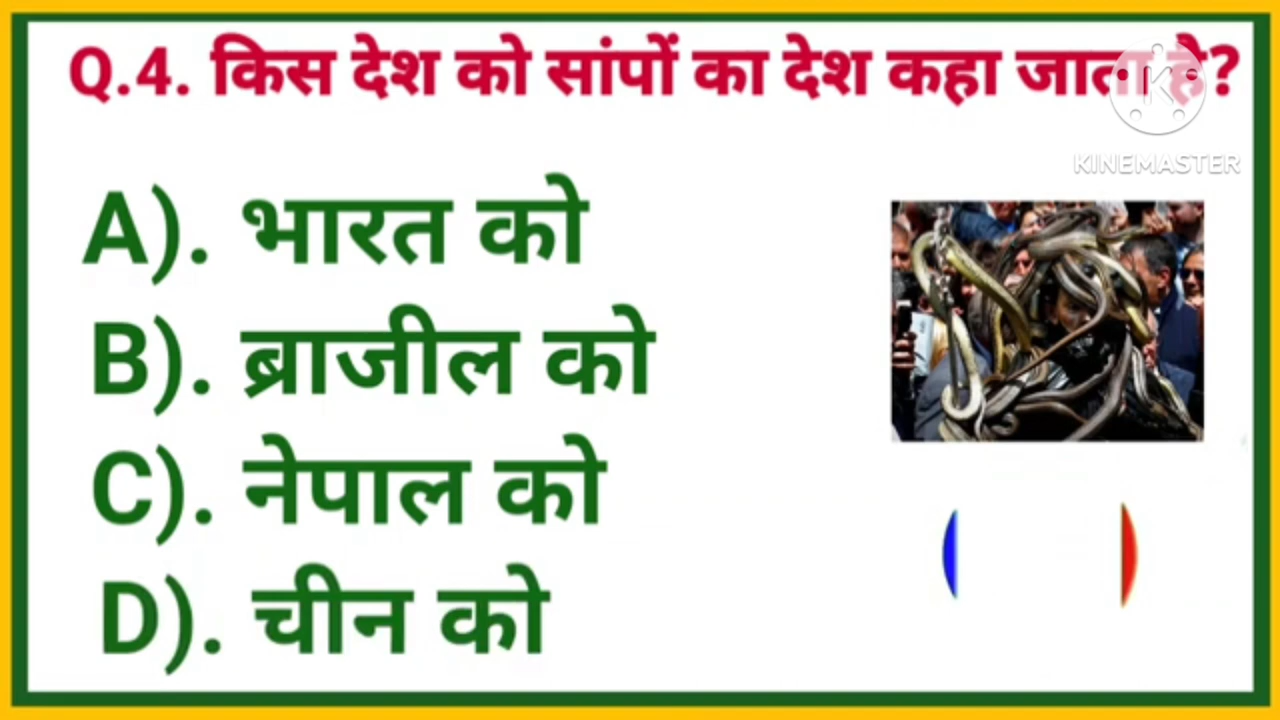 Q.4. किस देश को सांपों का देश कहा जाता है?
KINEMASTER
A). भारत को
B). ब्राजील को
C). नेपाल को
D). चीन को